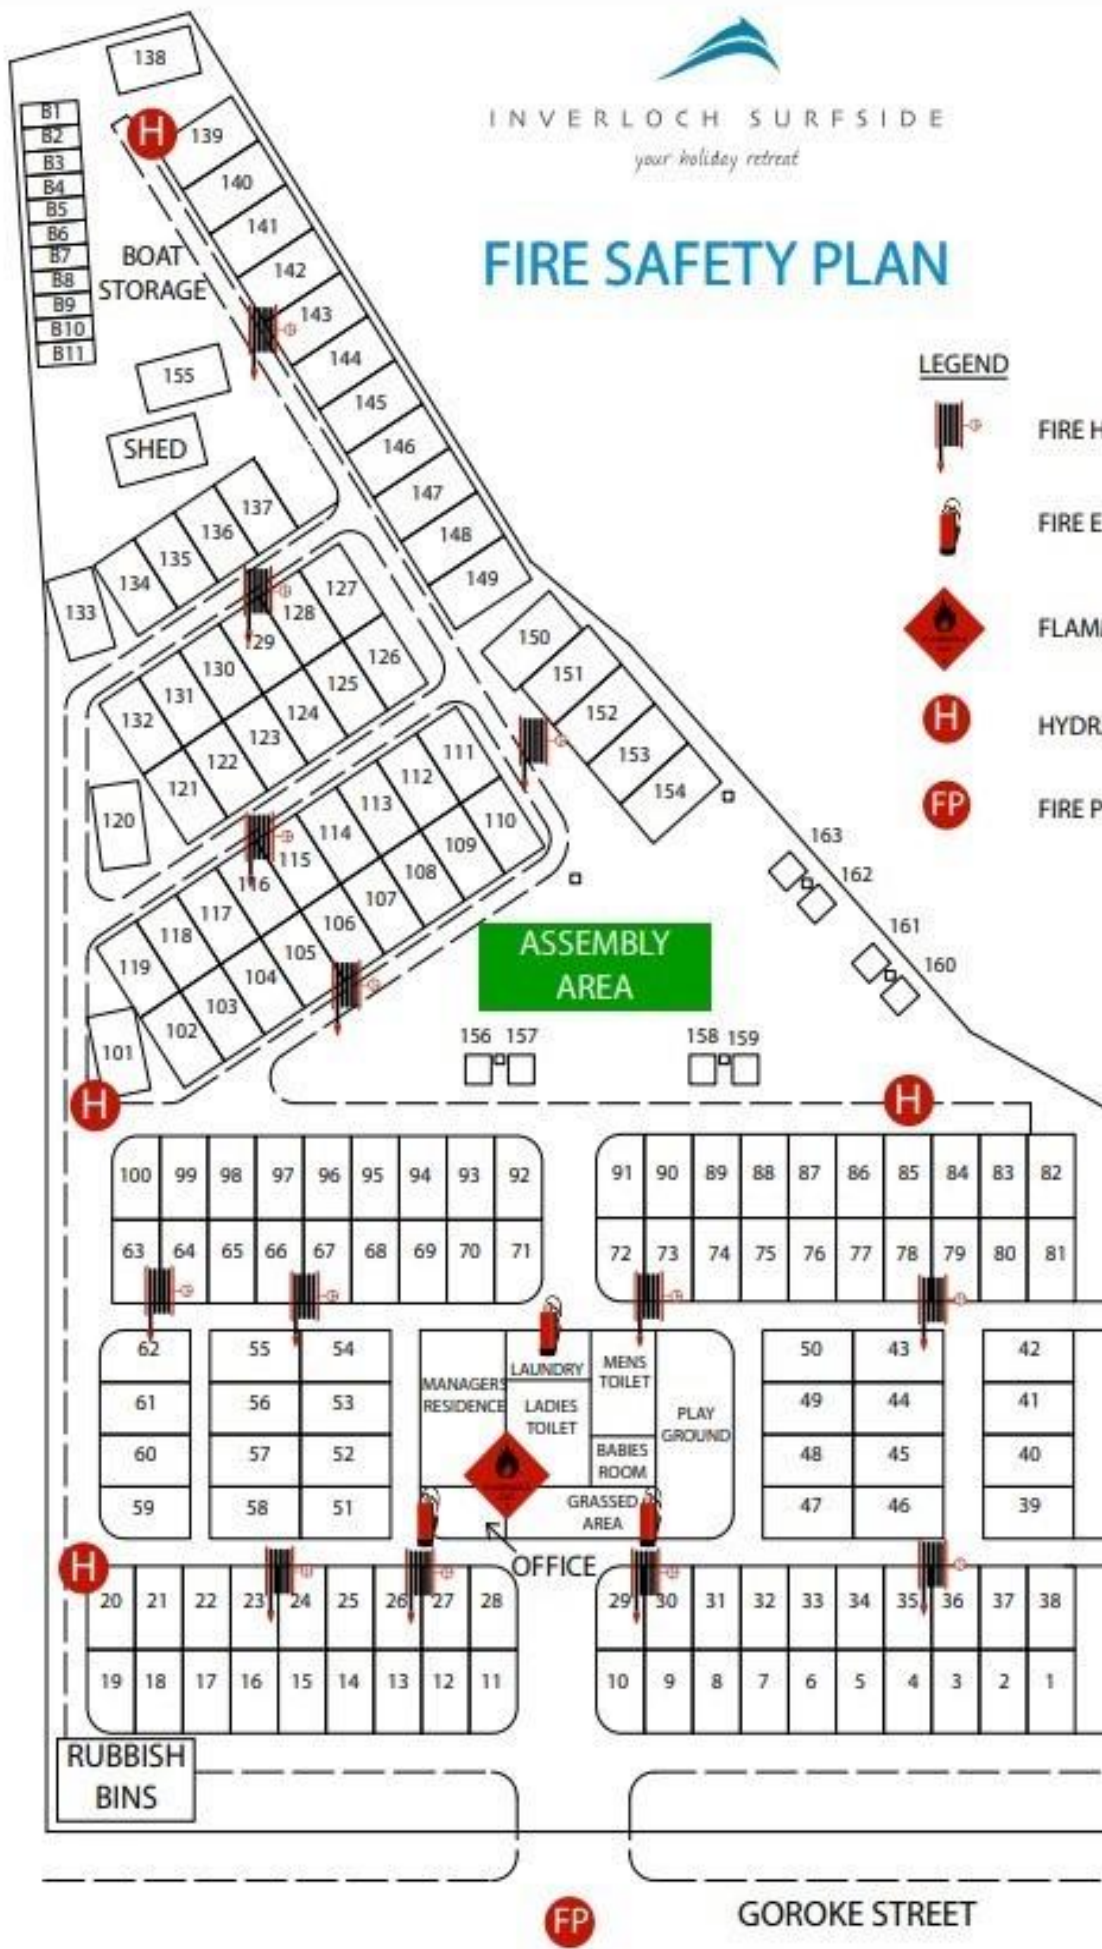 INVERLOCH SURFSIDE
your holiday retreat
FIRE SAFETY PLAN
LEGEND
FIRE H
FIRE E
FLAMM
HYDR
FIRE P
H
FP
138
B1
B2
B3
B4
B5
B6
B7
B8
B9
B10
B11
H
139
140
141
142
143
144
145
146
147
148
149
BOAT
STORAGE
155
SHED
137
136
135
134
133
127
128
129
130
131
132
126
125
124
123
122
121
120
150
151
152
153
154
111
112
113
114
115
116
117
118
119
110
109
108
107
106
105
104
103
102
101
163
162
161
160
ASSEMBLY
AREA
156 157 158 159
H H
100 99 98 97 96 95 94 93 92 91 90 89 88 87 86 85 84 83 82
63 64 65 66 67 68 69 70 71 72 73 74 75 76 77 78 79 80 81
62 55 54 50 43 42
61 56 53 49 44 41
60 57 52 48 45 40
59 58 51 47 46 39
MANAGERS
RESIDENCE
LAUNDRY
LADIES
TOILET
MENS
TOILET
BABIES
ROOM
PLAY
GROUND
GRASSED
AREA
OFFICE
H
20 21 22 23 24 25 26 27 28 29 30 31 32 33 34 35 36 37 38
19 18 17 16 15 14 13 12 11 10 9 8 7 6 5 4 3 2 1
RUBBISH
BINS
FP
GOROKE STREET